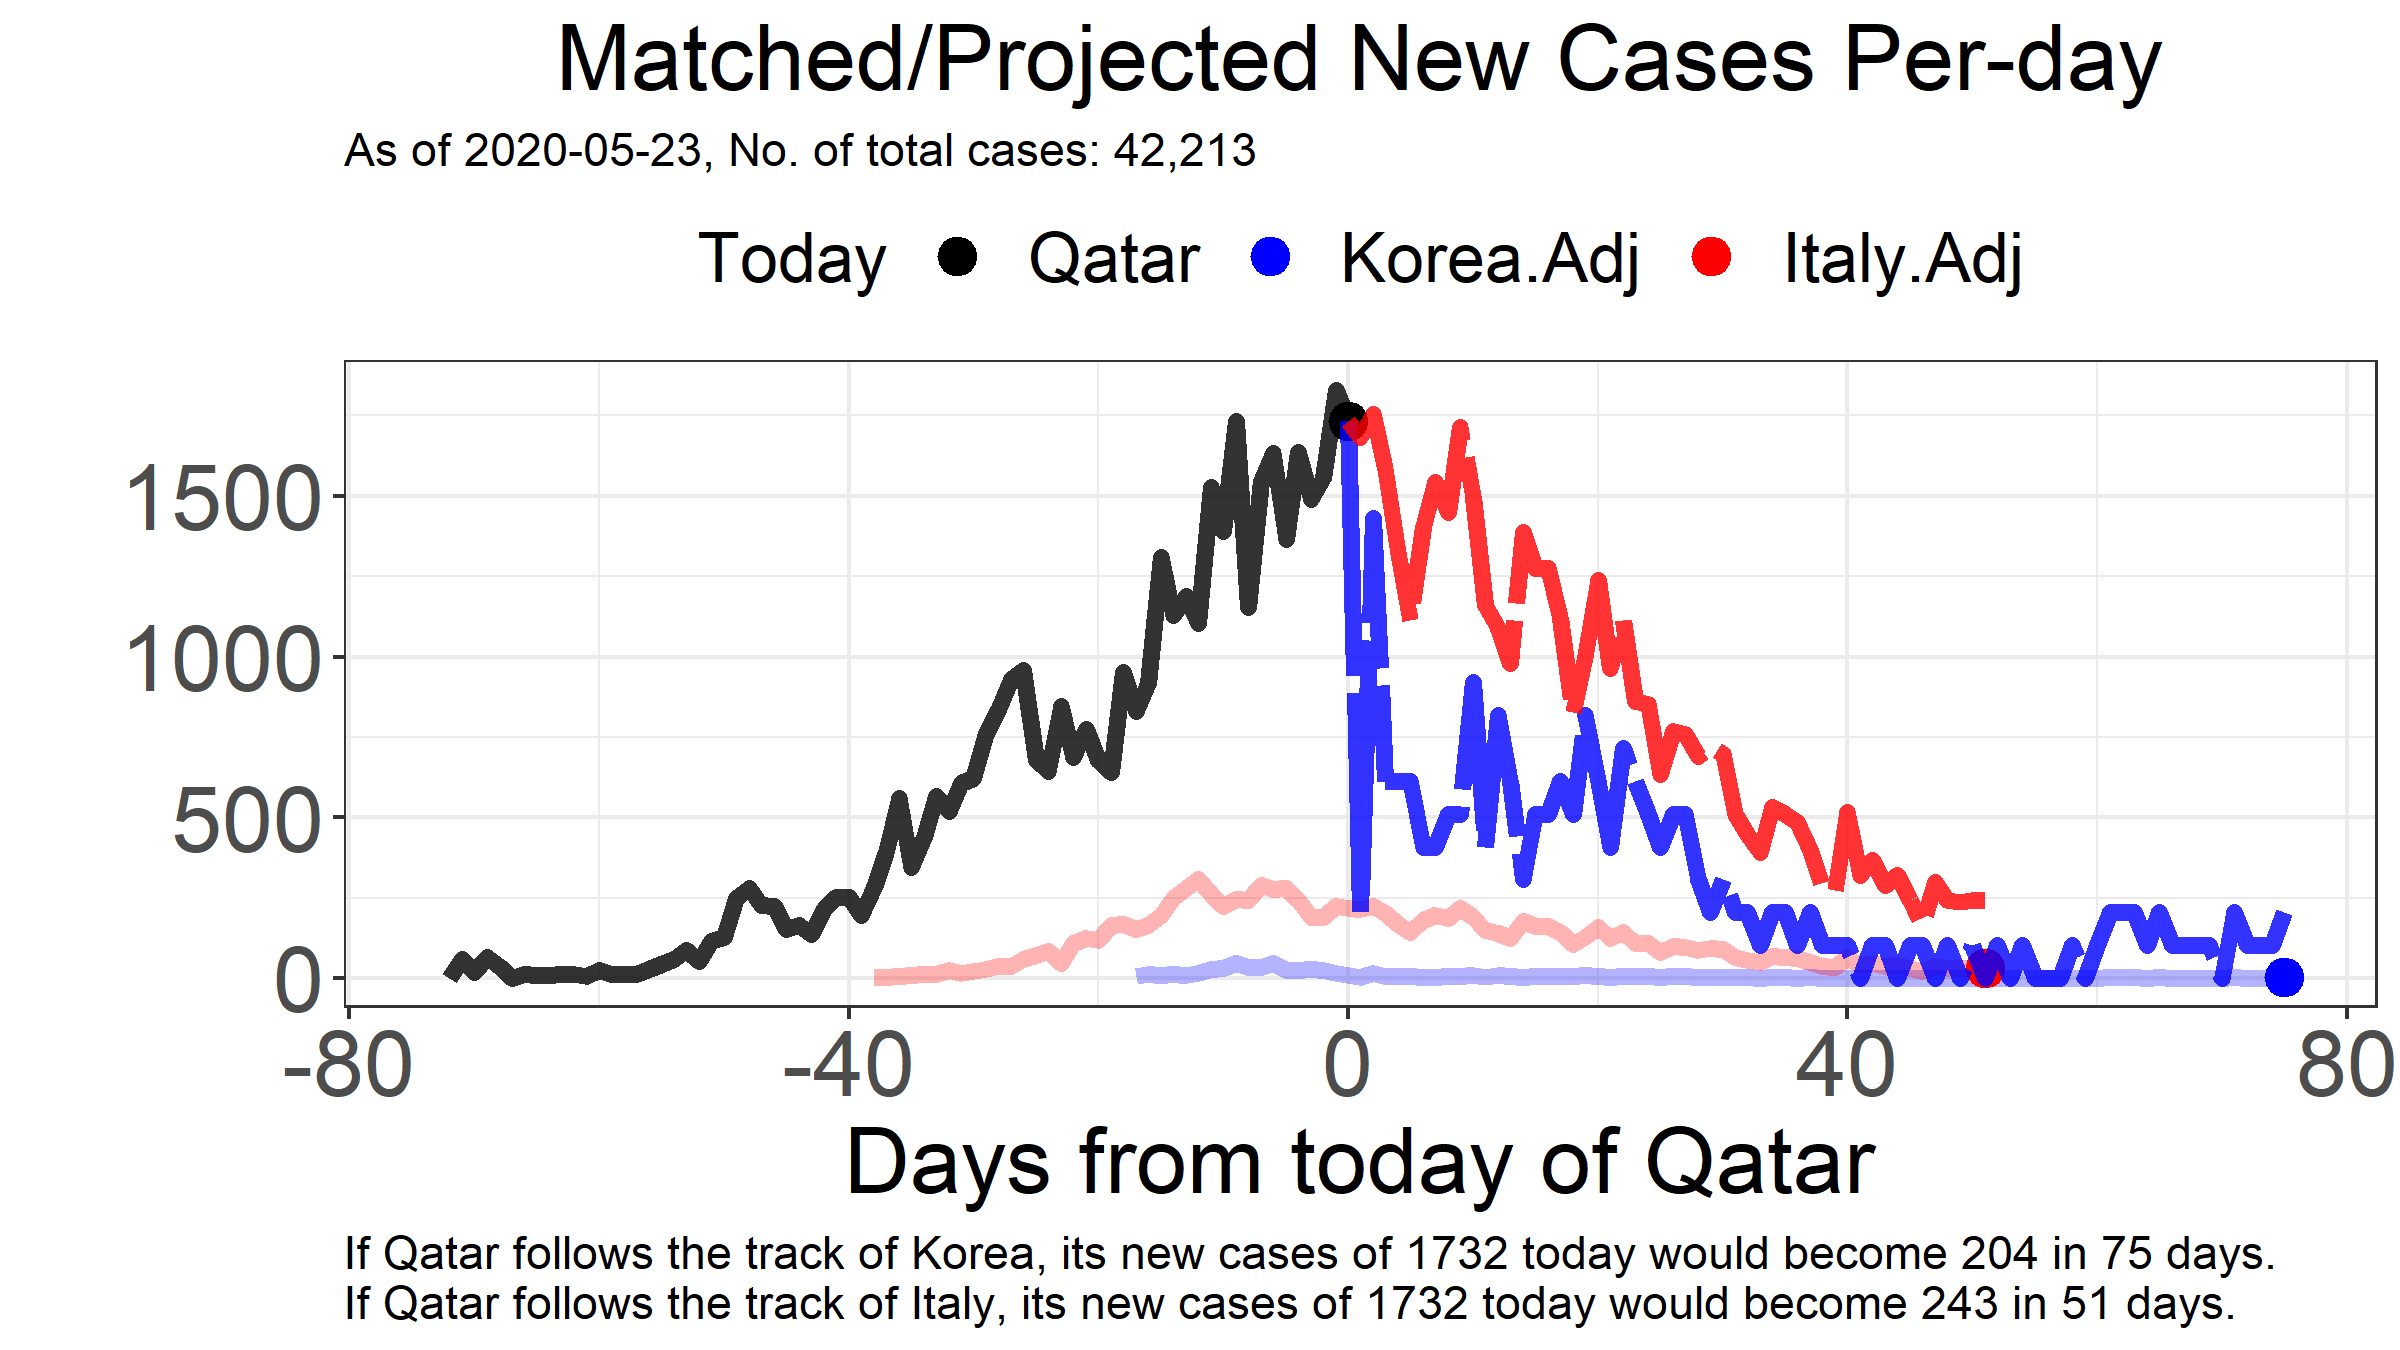 Matched/Projected New Cases Per-day
As of 2020-05-23, No. of total cases: 42,213
Today Qatar Korea.Adj Italy.Adj
1500
1000
500
0
-80 -40 0 40 80
Days from today of Qatar
If Qatar follows the track of Korea, its new cases of 1732 today would become 204 in 75 days.
If Qatar follows the track of Italy, its new cases of 1732 today would become 243 in 51 days.